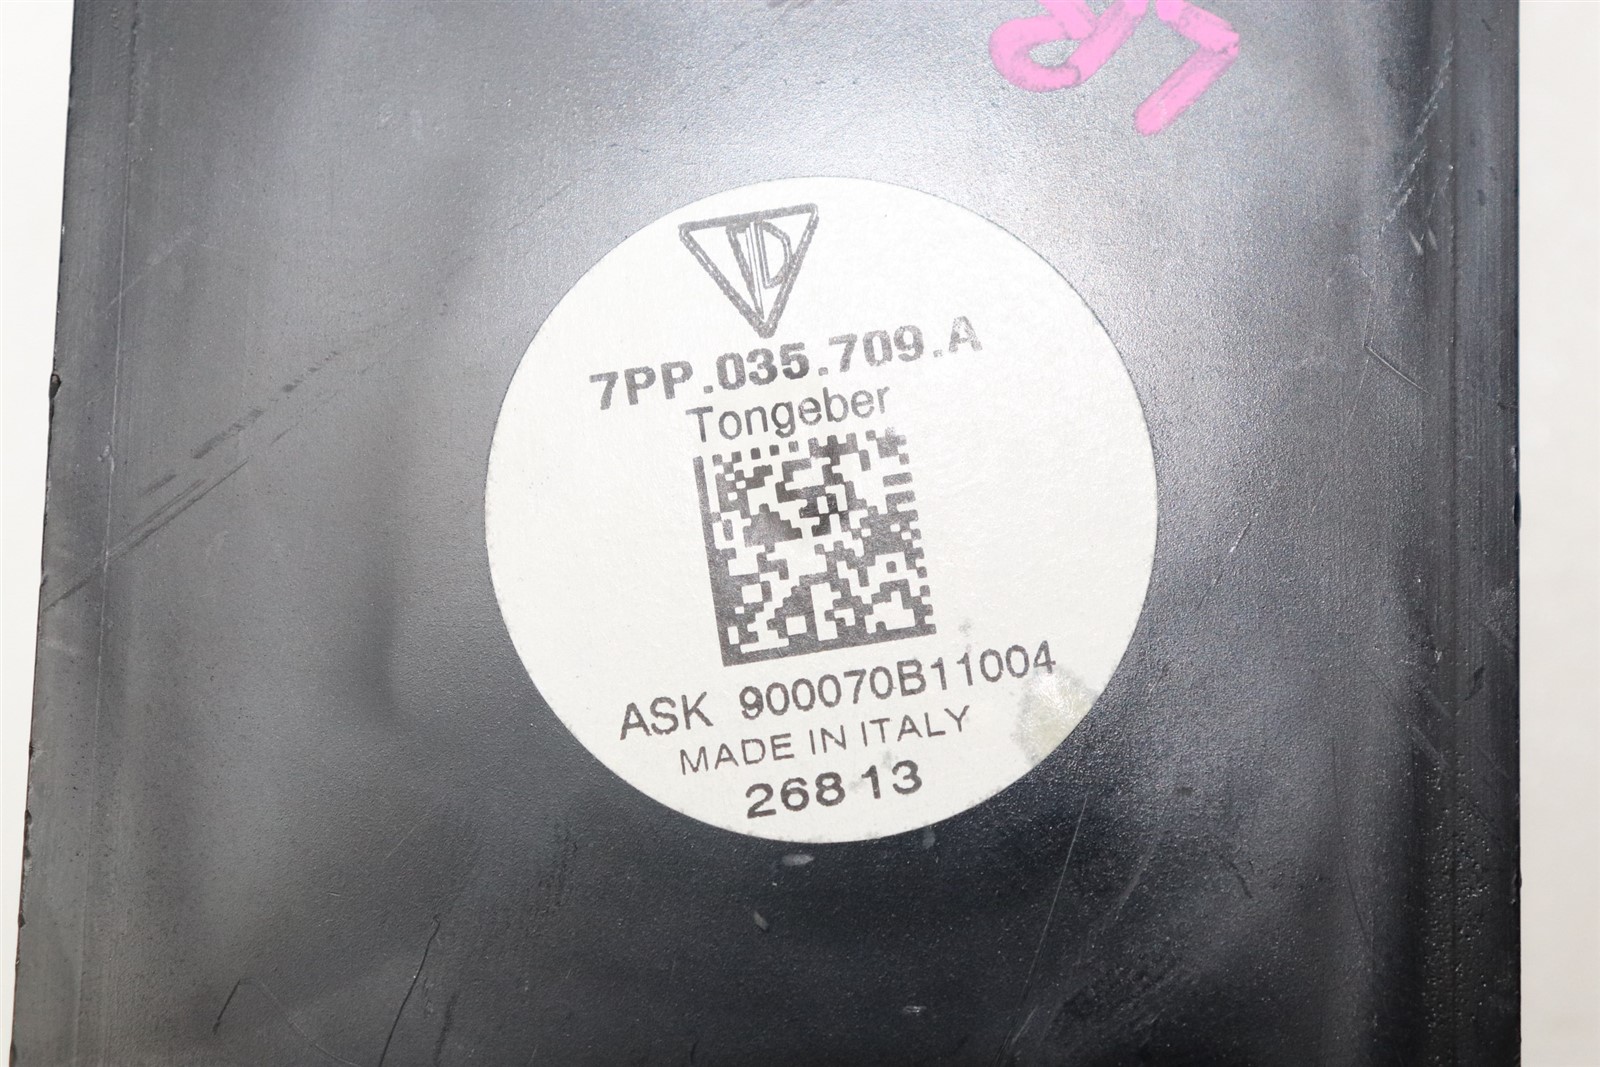 7PP.035.709.A
Tongeber
ASK 900070B11004
MADE IN ITALY
268 13